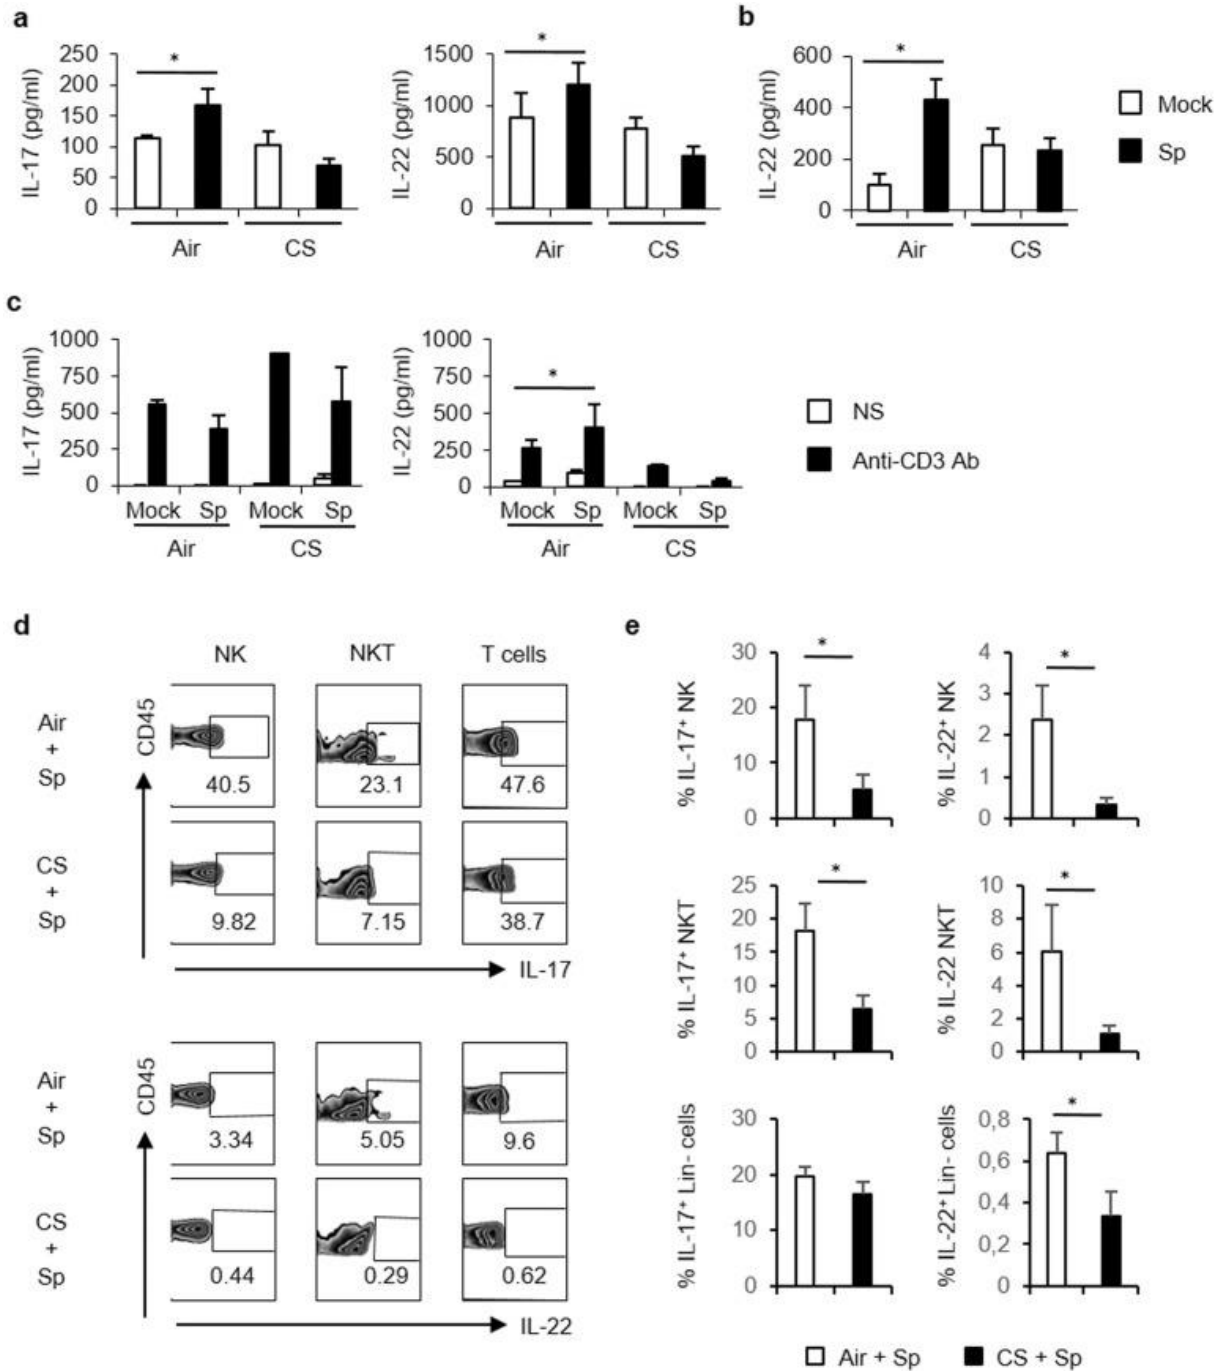 a
IL-17 (pg/ml)
250
200
150
100
50
0
*
Air
CS
IL-22 (pg/ml)
1500
1000
500
0
*
Air
CS
b
IL-22 (pg/ml)
600
400
200
0
*
Air
CS
Mock
Sp
c
IL-17 (pg/ml)
1000
750
500
250
0
Mock Sp Mock Sp
Air CS
IL-22 (pg/ml)
1000
750
500
250
0
*
Mock Sp Mock Sp
Air CS
NS
Anti-CD3 Ab
d
NK NKT T cells
CD45
Air
+
Sp
40.5 23.1 47.6
CS
+
Sp
9.82 7.15 38.7
IL-17
CD45
Air
+
Sp
3.34 5.05 9.6
CS
+
Sp
0.44 0.29 0.62
IL-22
e
% IL-17⁺ NK
30
20
10
0
*
% IL-22⁺ NK
4
3
2
1
0
*
% IL-17⁺ NKT
25
20
15
10
5
0
*
% IL-22 NKT
10
8
6
4
2
0
*
% IL-17⁺ Lin- cells
30
20
10
0
% IL-22⁺ Lin- cells
0,8
0,6
0,4
0,2
0
*
Air + Sp CS + Sp